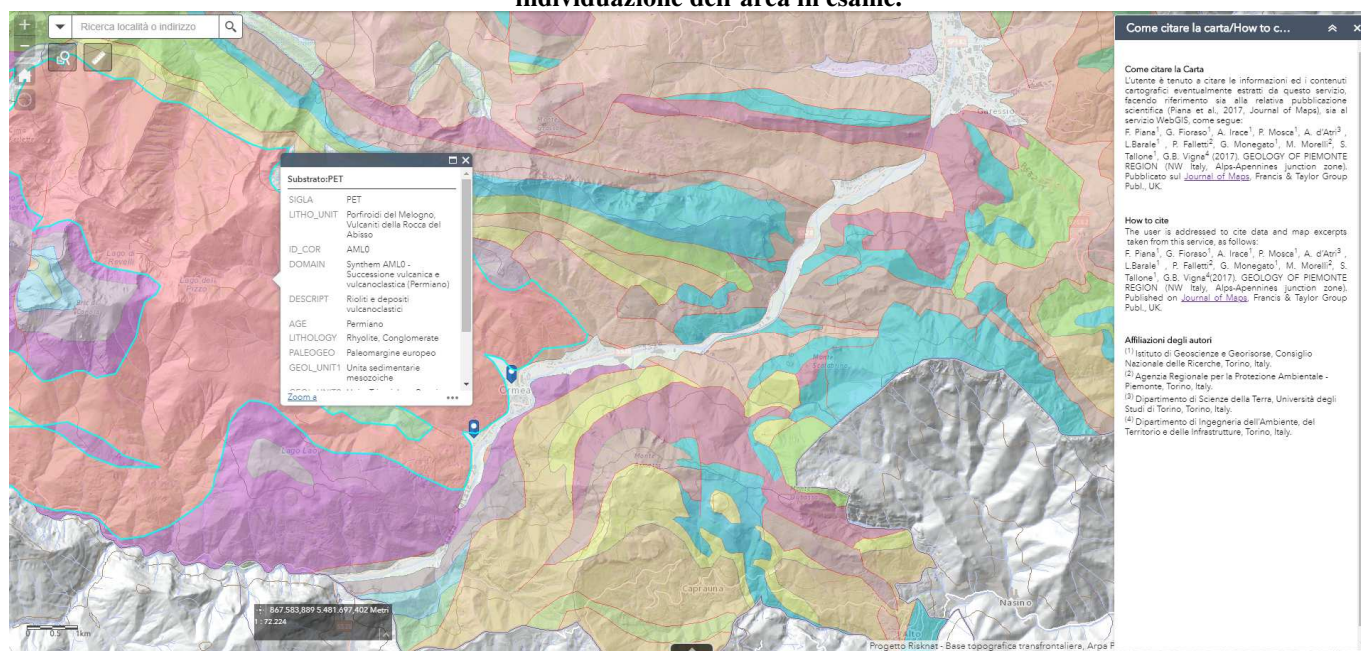 individuazione dell'area in esame.
Ricerca località o indirizzo
Come citare la carta/How to c...
Come citare la Carta
L'utente è tenuto a citare le informazioni ed i contenuti
cartografici eventualmente estratti da questo servizio,
facendo riferimento sia alla relativa pubblicazione
scientifica (Piana et al., 2017, Journal of Maps), sia al
servizio WebGIS, come segue:
F. Piana¹, G. Fioraso¹, A. Irace¹, P. Mosca¹, A. d'Atri³ ,
L.Barale¹ , P. Falletti², G. Monegato¹, M. Morelli², S.
Tallone¹, G.B. Vigna⁴ (2017). GEOLOGY OF PIEMONTE
REGION (NW Italy, Alps-Apennines junction zone).
Pubblicato sul Journal of Maps, Francis & Taylor Group
Publ., UK.
How to cite
The user is addressed to cite data and map excerpts
taken from this service, as follows:
F. Piana¹, G. Fioraso¹, A. Irace¹, P. Mosca¹, A. d'Atri³ ,
L.Barale¹ , P. Falletti², G. Monegato¹, M. Morelli², S.
Tallone¹, G.B. Vigna⁴(2017). GEOLOGY OF PIEMONTE
REGION (NW Italy, Alps-Apennines junction zone).
Published on Journal of Maps, Francis & Taylor Group
Publ., UK.
Affiliazioni degli autori
(1) Istituto di Geoscienze e Georisorse, Consiglio
Nazionale delle Ricerche, Torino, Italy.
(2) Agenzia Regionale per la Protezione Ambientale -
Piemonte, Torino, Italy.
(3) Dipartimento di Scienze della Terra, Università degli
Studi di Torino, Torino, Italy.
(4) Dipartimento di Ingegneria dell'Ambiente, del
Territorio e delle Infrastrutture, Torino, Italy.
Substrato:PET
SIGLA PET
LITHO_UNIT Porfiroidi del Melogno,
Vulcaniti della Rocca del
Abisso
ID_COR AML0
DOMAIN Synthem AML0 -
Successione vulcanica e
vulcanoclastica (Permiano)
DESCRIPT Rioliti e depositi
vulcanoclastici
AGE Permiano
LITHOLOGY Rhyolite, Conglomerate
PALEOGEO Paleomargine europeo
GEOL_UNIT1 Unita sedimentarie
mesozoiche
Zoom a
Garessio
Ormea
Caprauna
Nasino
Alto
867.583,889 5.481.697,402 Metri
1 : 72.224
0 0.5 1km
Progetto Risknat - Base topografica transfrontaliera, Arpa P